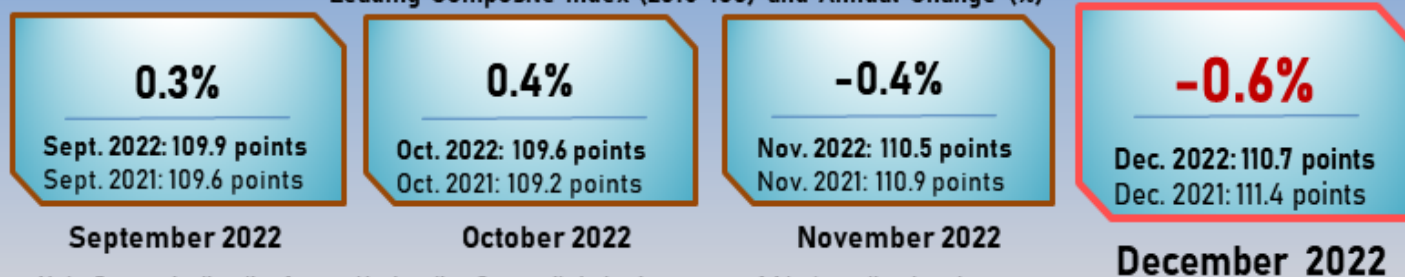 0.3%
Sept. 2022: 109.9 points
Sept. 2021: 109.6 points
September 2022
0.4%
Oct. 2022: 109.6 points
Oct. 2021: 109.2 points
October 2022
-0.4%
Nov. 2022: 110.5 points
Nov. 2021: 110.9 points
November 2022
-0.6%
Dec. 2022: 110.7 points
Dec. 2021: 111.4 points
December 2022